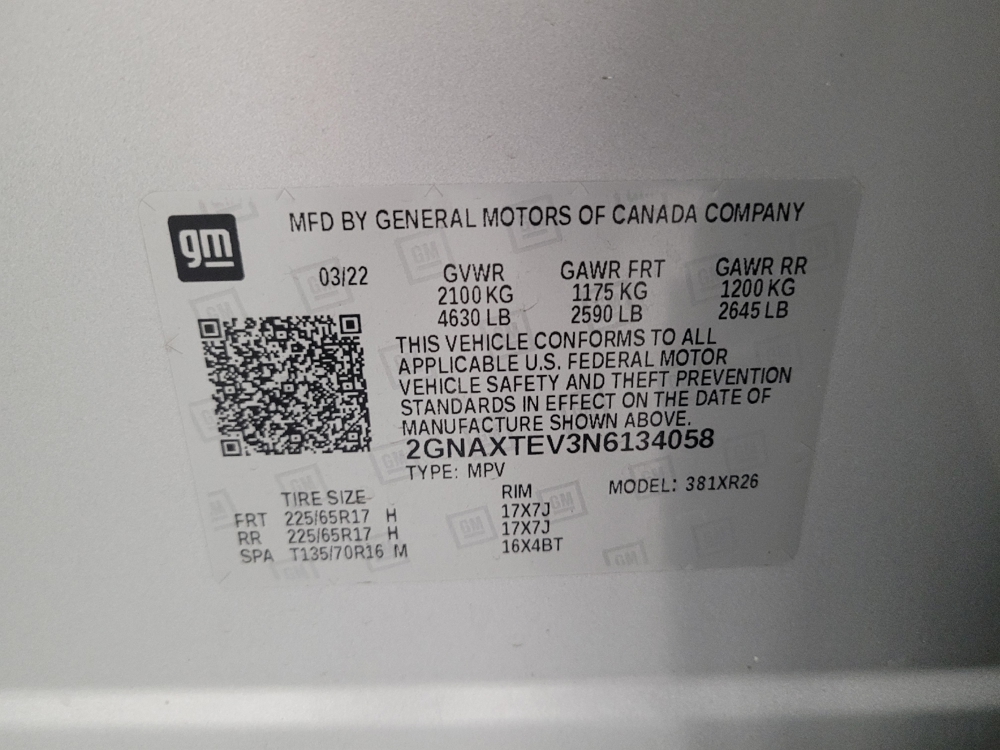 gm
MFD BY GENERAL MOTORS OF CANADA COMPANY
03/22 GVWR GAWR FRT GAWR RR
2100 KG 1175 KG 1200 KG
4630 LB 2590 LB 2645 LB
THIS VEHICLE CONFORMS TO ALL
APPLICABLE U.S. FEDERAL MOTOR
VEHICLE SAFETY AND THEFT PREVENTION
STANDARDS IN EFFECT ON THE DATE OF
MANUFACTURE SHOWN ABOVE.
2GNAXTEV3N6134058
TYPE: MPV MODEL: 381XR26
TIRE SIZE RIM
FRT 225/65R17 H 17X7J
RR 225/65R17 H 17X7J
SPA T135/70R16 M 16X4BT